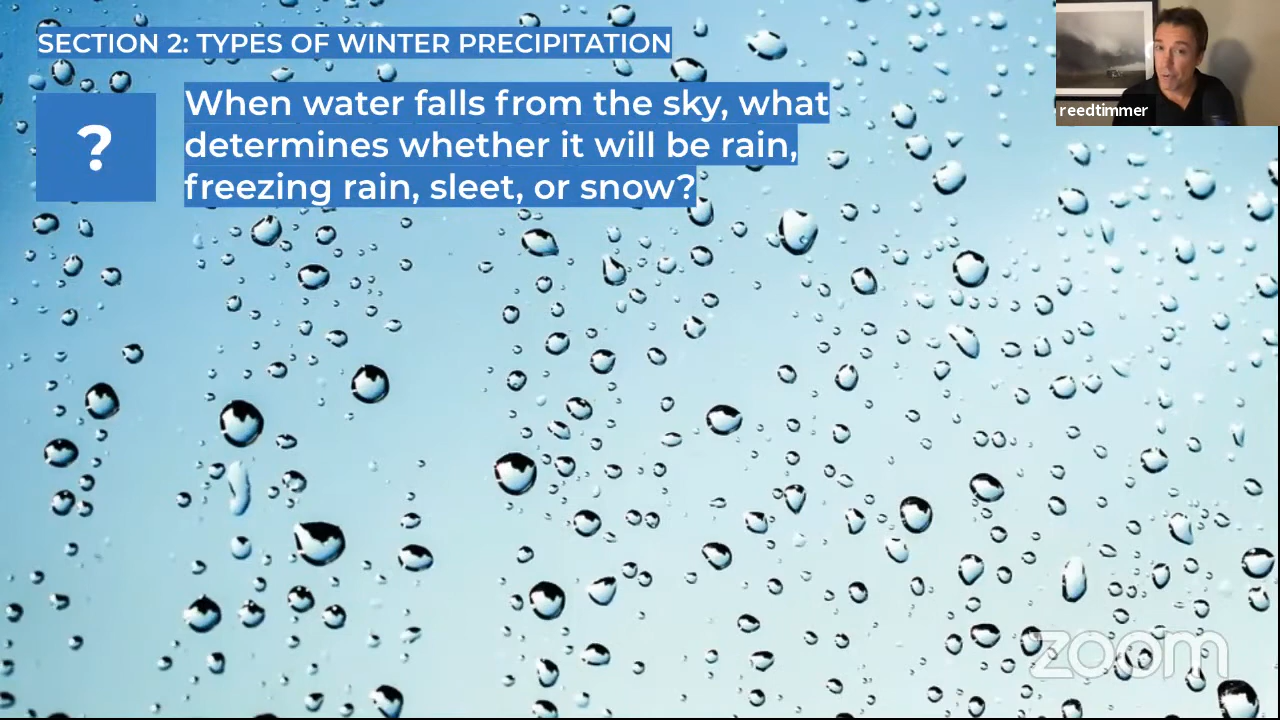 SECTION 2: TYPES OF WINTER PRECIPITATION
?
When water falls from the sky, what
determines whether it will be rain,
freezing rain, sleet, or snow?
reedtimmer
zoom